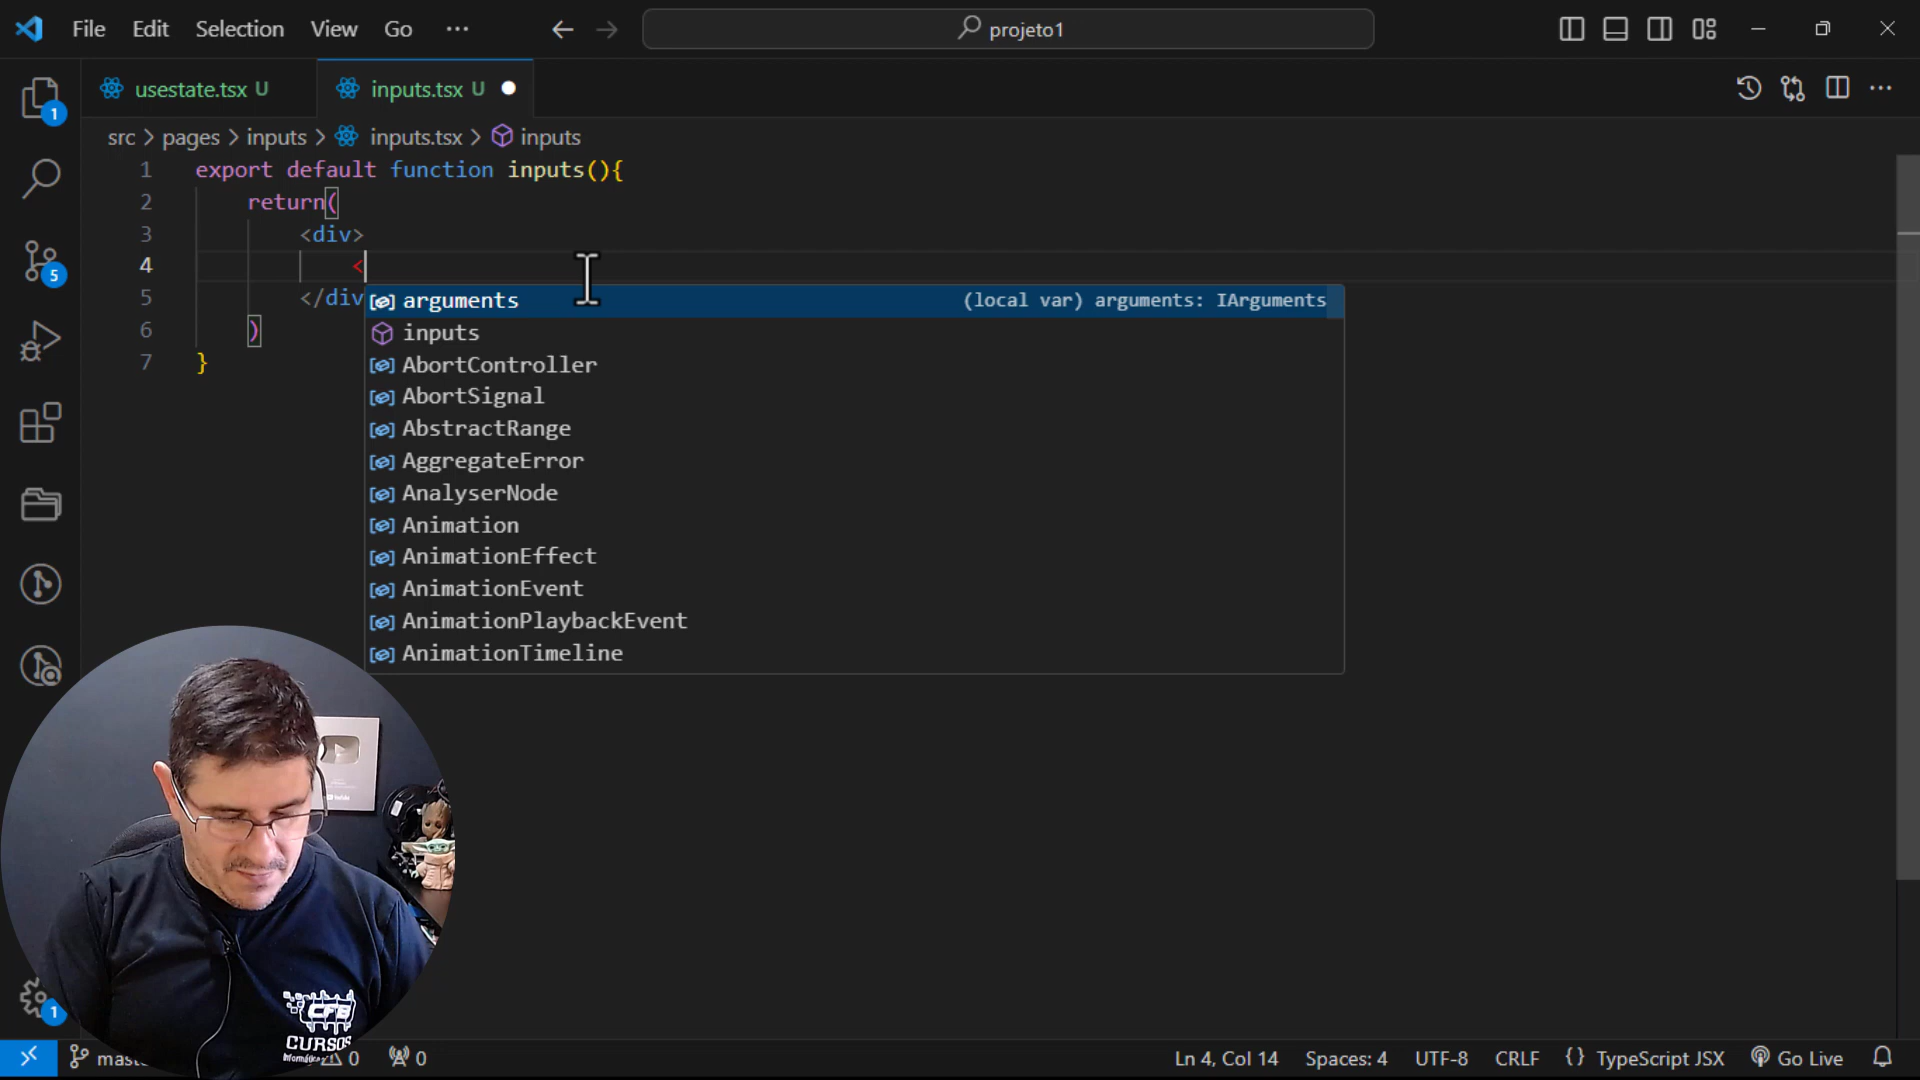 File Edit Selection View Go ··· projeto1
usestate.tsx U inputs.tsx U
src > pages > inputs > inputs.tsx > inputs
1 export default function inputs(){
2 return(
3 <div>
4 <
5 </div
6 )
7 }
arguments (local var) arguments: IArguments
inputs
AbortController
AbortSignal
AbstractRange
AggregateError
AnalyserNode
Animation
AnimationEffect
AnimationEvent
AnimationPlaybackEvent
AnimationTimeline
1
5
1
CFB
CURSOS
mast 0 0 Ln 4, Col 14 Spaces: 4 UTF-8 CRLF {} TypeScript JSX Go Live